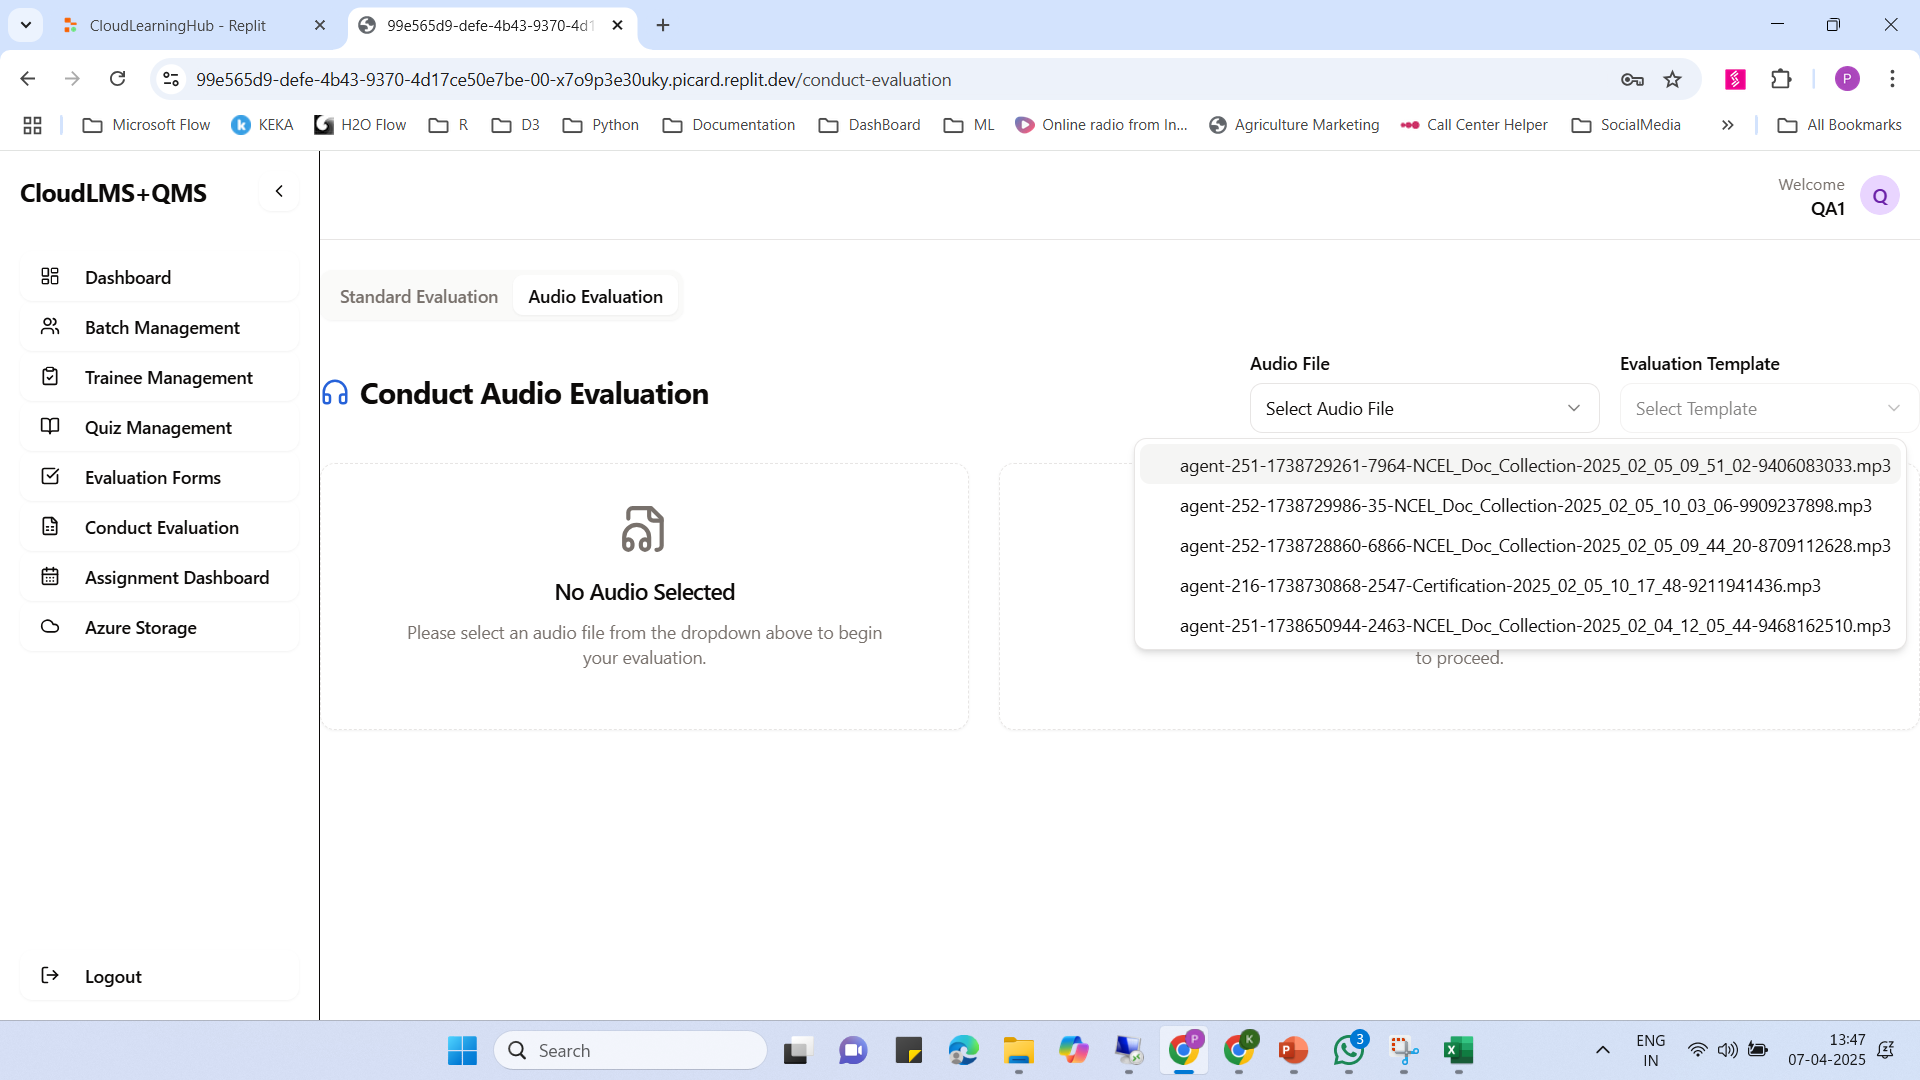 CloudLearningHub - Replit
99e565d9-defe-4b43-9370-4d1
99e565d9-defe-4b43-9370-4d17ce50e7be-00-x7o9p3e30uky.picard.replit.dev/conduct-evaluation
P
Microsoft Flow
KEKA
H2O Flow
R
D3
Python
Documentation
DashBoard
ML
Online radio from In...
Agriculture Marketing
Call Center Helper
SocialMedia
All Bookmarks
CloudLMS+QMS
Welcome
QA1
Q
Dashboard
Batch Management
Trainee Management
Quiz Management
Evaluation Forms
Conduct Evaluation
Assignment Dashboard
Azure Storage
Logout
Standard Evaluation
Audio Evaluation
Conduct Audio Evaluation
Audio File
Select Audio File
Evaluation Template
Select Template
agent-251-1738729261-7964-NCEL_Doc_Collection-2025_02_05_09_51_02-9406083033.mp3
agent-252-1738729986-35-NCEL_Doc_Collection-2025_02_05_10_03_06-9909237898.mp3
agent-252-1738728860-6866-NCEL_Doc_Collection-2025_02_05_09_44_20-8709112628.mp3
agent-216-1738730868-2547-Certification-2025_02_05_10_17_48-9211941436.mp3
agent-251-1738650944-2463-NCEL_Doc_Collection-2025_02_04_12_05_44-9468162510.mp3
No Audio Selected
Please select an audio file from the dropdown above to begin
your evaluation.
to proceed.
Search
P
K
3
ENG
IN
13:47
07-04-2025